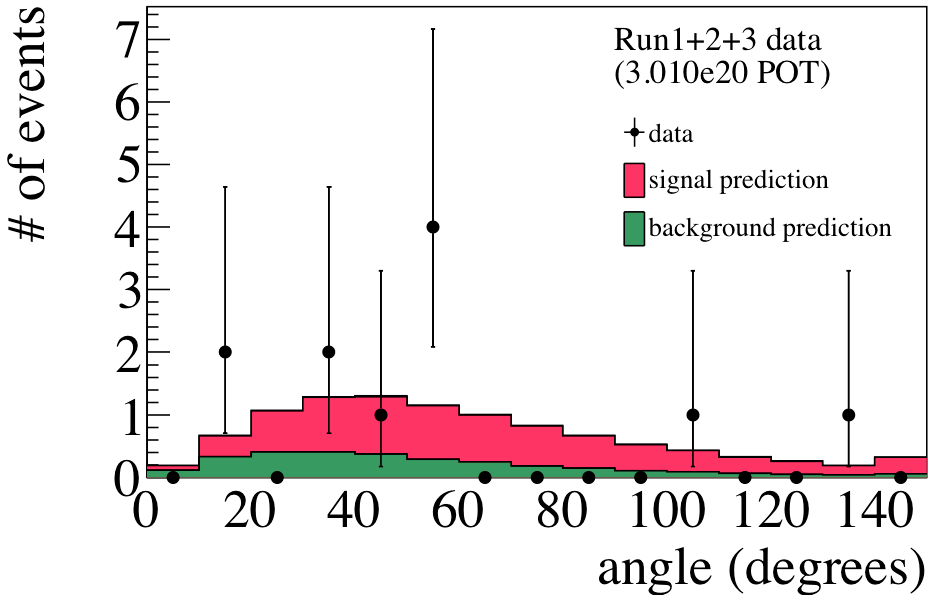 # of events
7
6
5
4
3
2
1
0
Run1+2+3 data
(3.010e20 POT)
data
signal prediction
background prediction
0 20 40 60 80 100 120 140
angle (degrees)